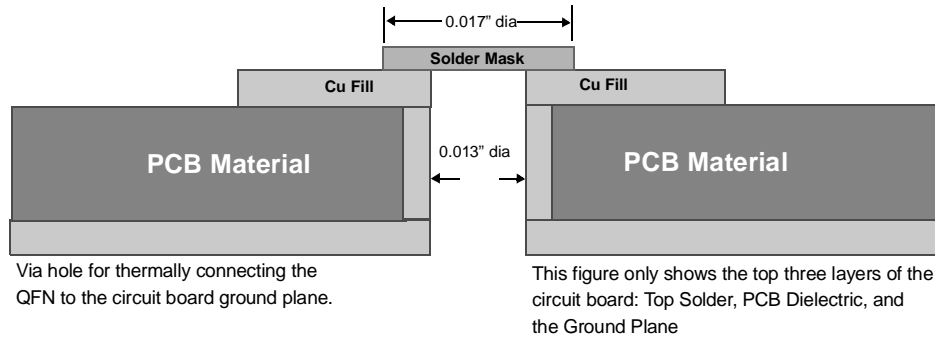 0.017” dia
Solder Mask
Cu Fill
Cu Fill
PCB Material
0.013” dia
PCB Material
Via hole for thermally connecting the
QFN to the circuit board ground plane.
This figure only shows the top three layers of the
circuit board: Top Solder, PCB Dielectric, and
the Ground Plane